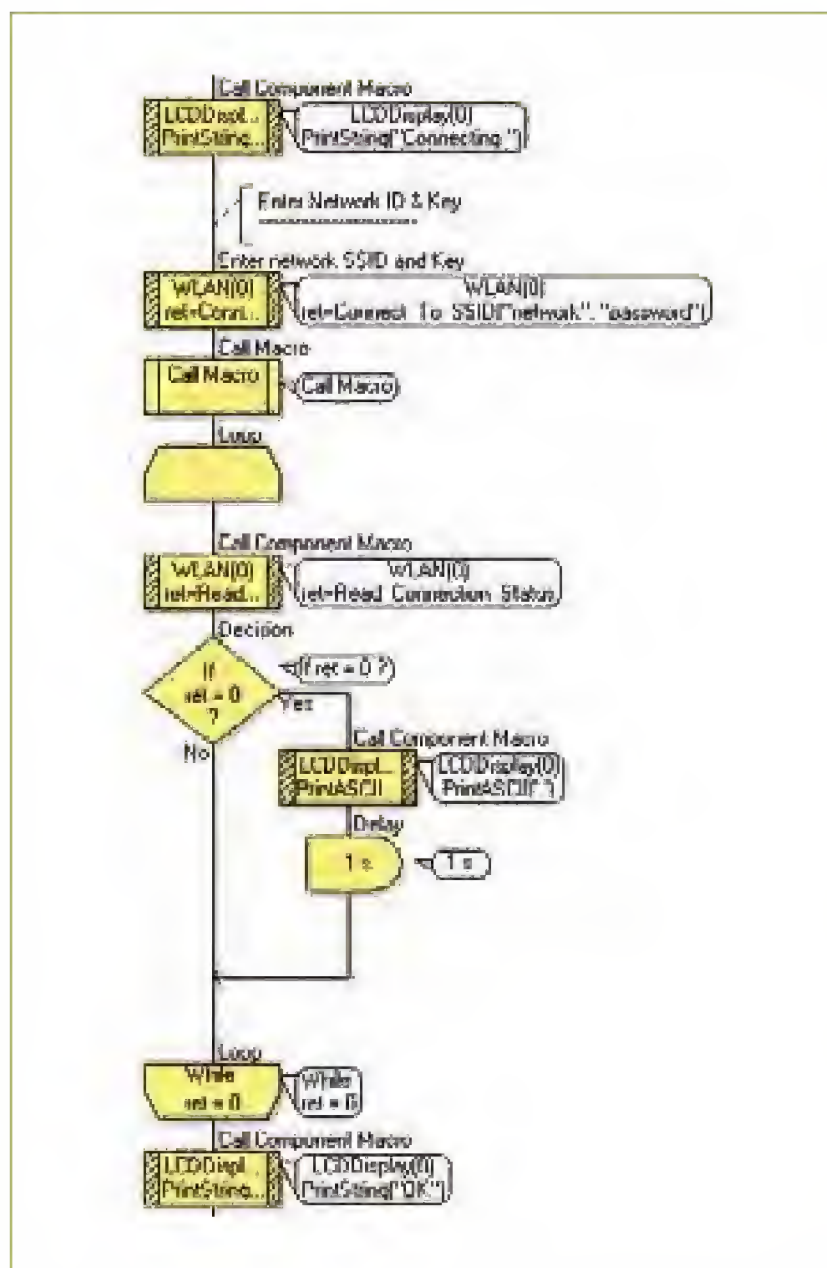 Call Component Macro
LCDDispl...
PrintString...
LCDDisplay(0)
PrintString("Connecting ")
Enter Network ID & Key
Enter network SSID and Key
WLAN(0)
ret=Conn...
WLAN(0)
ret=Connect_To_SSID("network", "password")
Call Macro
Call Macro
Call Macro
Loop
Call Component Macro
WLAN(0)
ret=Read...
WLAN(0)
ret=Read_Connection_Status
Decision
If
ret = 0
?
If ret = 0 ?
Yes
No
Call Component Macro
LCDDispl...
PrintASCII...
LCDDisplay(0)
PrintASCII(".")
Delay
1 s
1 s
Loop
While
ret = 0
While
ret = 0
Call Component Macro
LCDDispl...
PrintString...
LCDDisplay(0)
PrintString("OK")